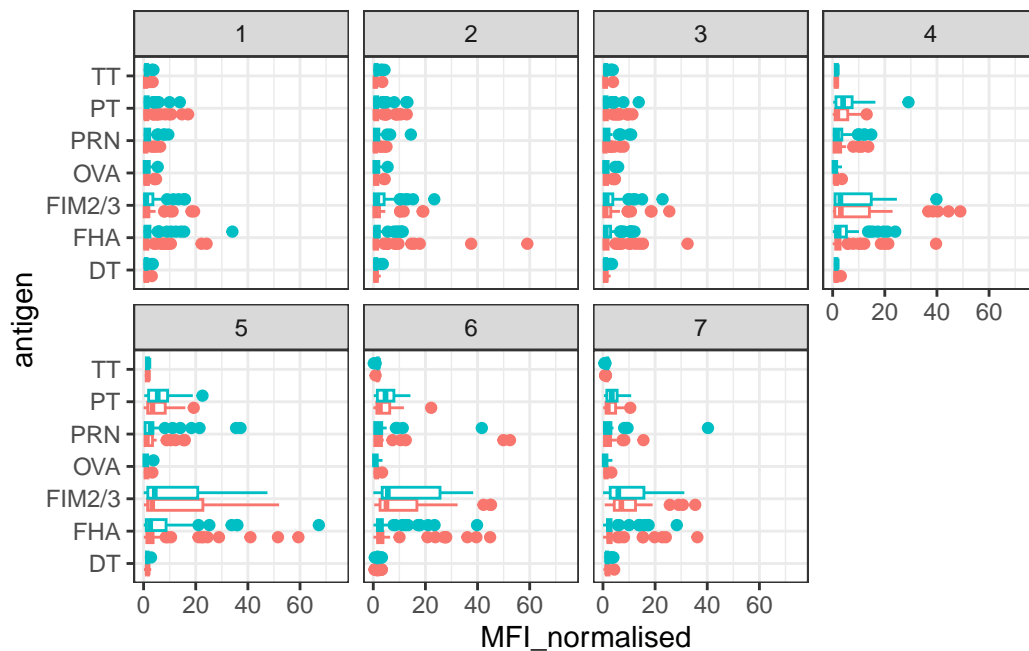 1 2 3 4
TT
PT
PRN
OVA
FIM2/3
FHA
DT
0 20 40 60
antigen
5 6 7
TT
PT
PRN
OVA
FIM2/3
FHA
DT
0 20 40 60 0 20 40 60 0 20 40 60
MFI_normalised